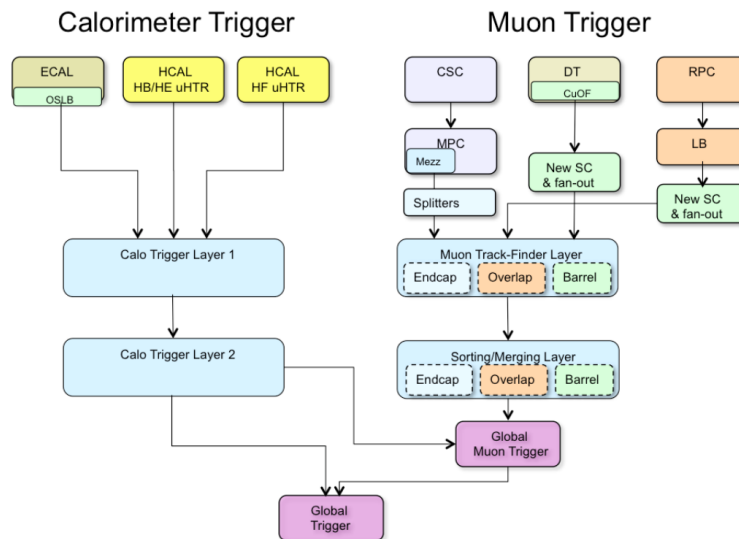 Calorimeter Trigger
Muon Trigger
ECAL
OSLB
HCAL
HB/HE uHTR
HCAL
HF uHTR
CSC
DT
CuOF
RPC
MPC
Mezz
LB
New SC
& fan-out
Splitters
New SC
& fan-out
Calo Trigger Layer 1
Muon Track-Finder Layer
Endcap
Overlap
Barrel
Calo Trigger Layer 2
Sorting/Merging Layer
Endcap
Overlap
Barrel
Global
Muon Trigger
Global
Trigger